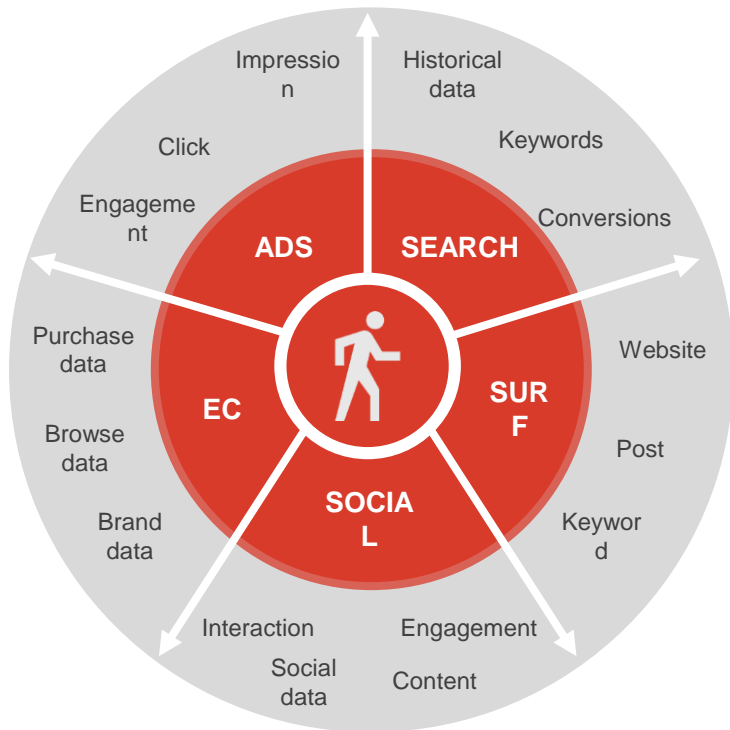 Impressio
n
Historical
data
Click
Keywords
Engageme
nt
Conversions
ADS
SEARCH
Purchase
data
Website
EC
SUR
F
Browse
data
Post
SOCIA
L
Brand
data
Keywor
d
Interaction
Engagement
Social
data
Content